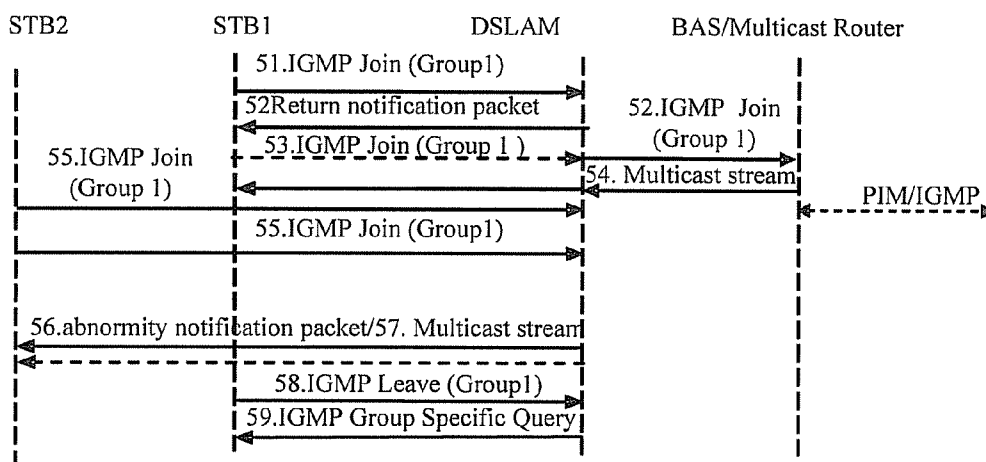 STB2 STB1 DSLAM BAS/Multicast Router
51.IGMP Join (Group1)
52Return notification packet
52.IGMP Join
(Group 1)
53.IGMP Join (Group 1 )
55.IGMP Join
(Group 1)
54. Multicast stream
PIM/IGMP
55.IGMP Join (Group1)
56.abnormity notification packet/57. Multicast stream
58.IGMP Leave (Group1)
59.IGMP Group Specific Query